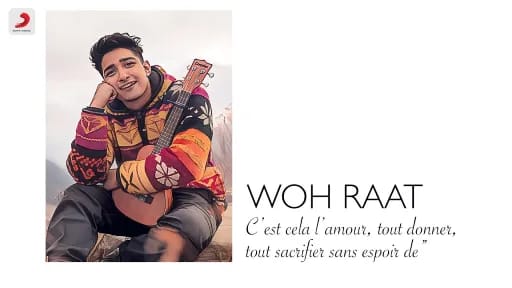 WOH RAAT
C'est cela l'amour, tout donner,
tout sacrifier sans espoir de"